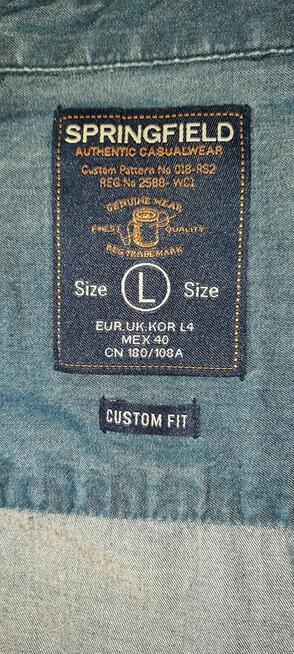 SPRINGFIELD
AUTHENTIC CASUALWEAR
Custom Pattern No 018-RS2
REG.No 2588-WC1
GENUINE WEAR
FINEST QUALITY
REG TRADEMARK
Size L Size
EUR.UK.KOR L4
MEX 40
CN 180/108A
CUSTOM FIT